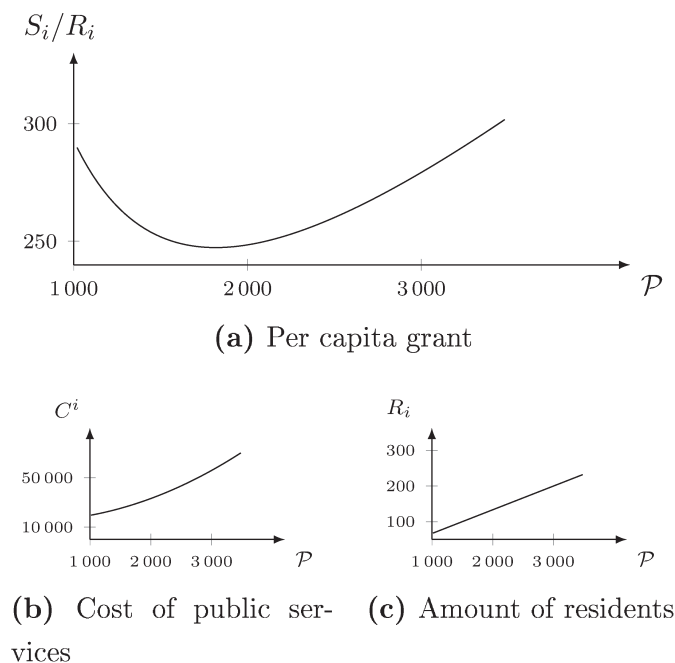 S_i/R_i
300
250
1 000 2 000 3 000 𝒫
(a) Per capita grant
C^i R_i
50 000
10 000
1 000 2 000 3 000 𝒫
300
200
100
1 000 2 000 3 000 𝒫
(b) Cost of public ser-
vices
(c) Amount of residents